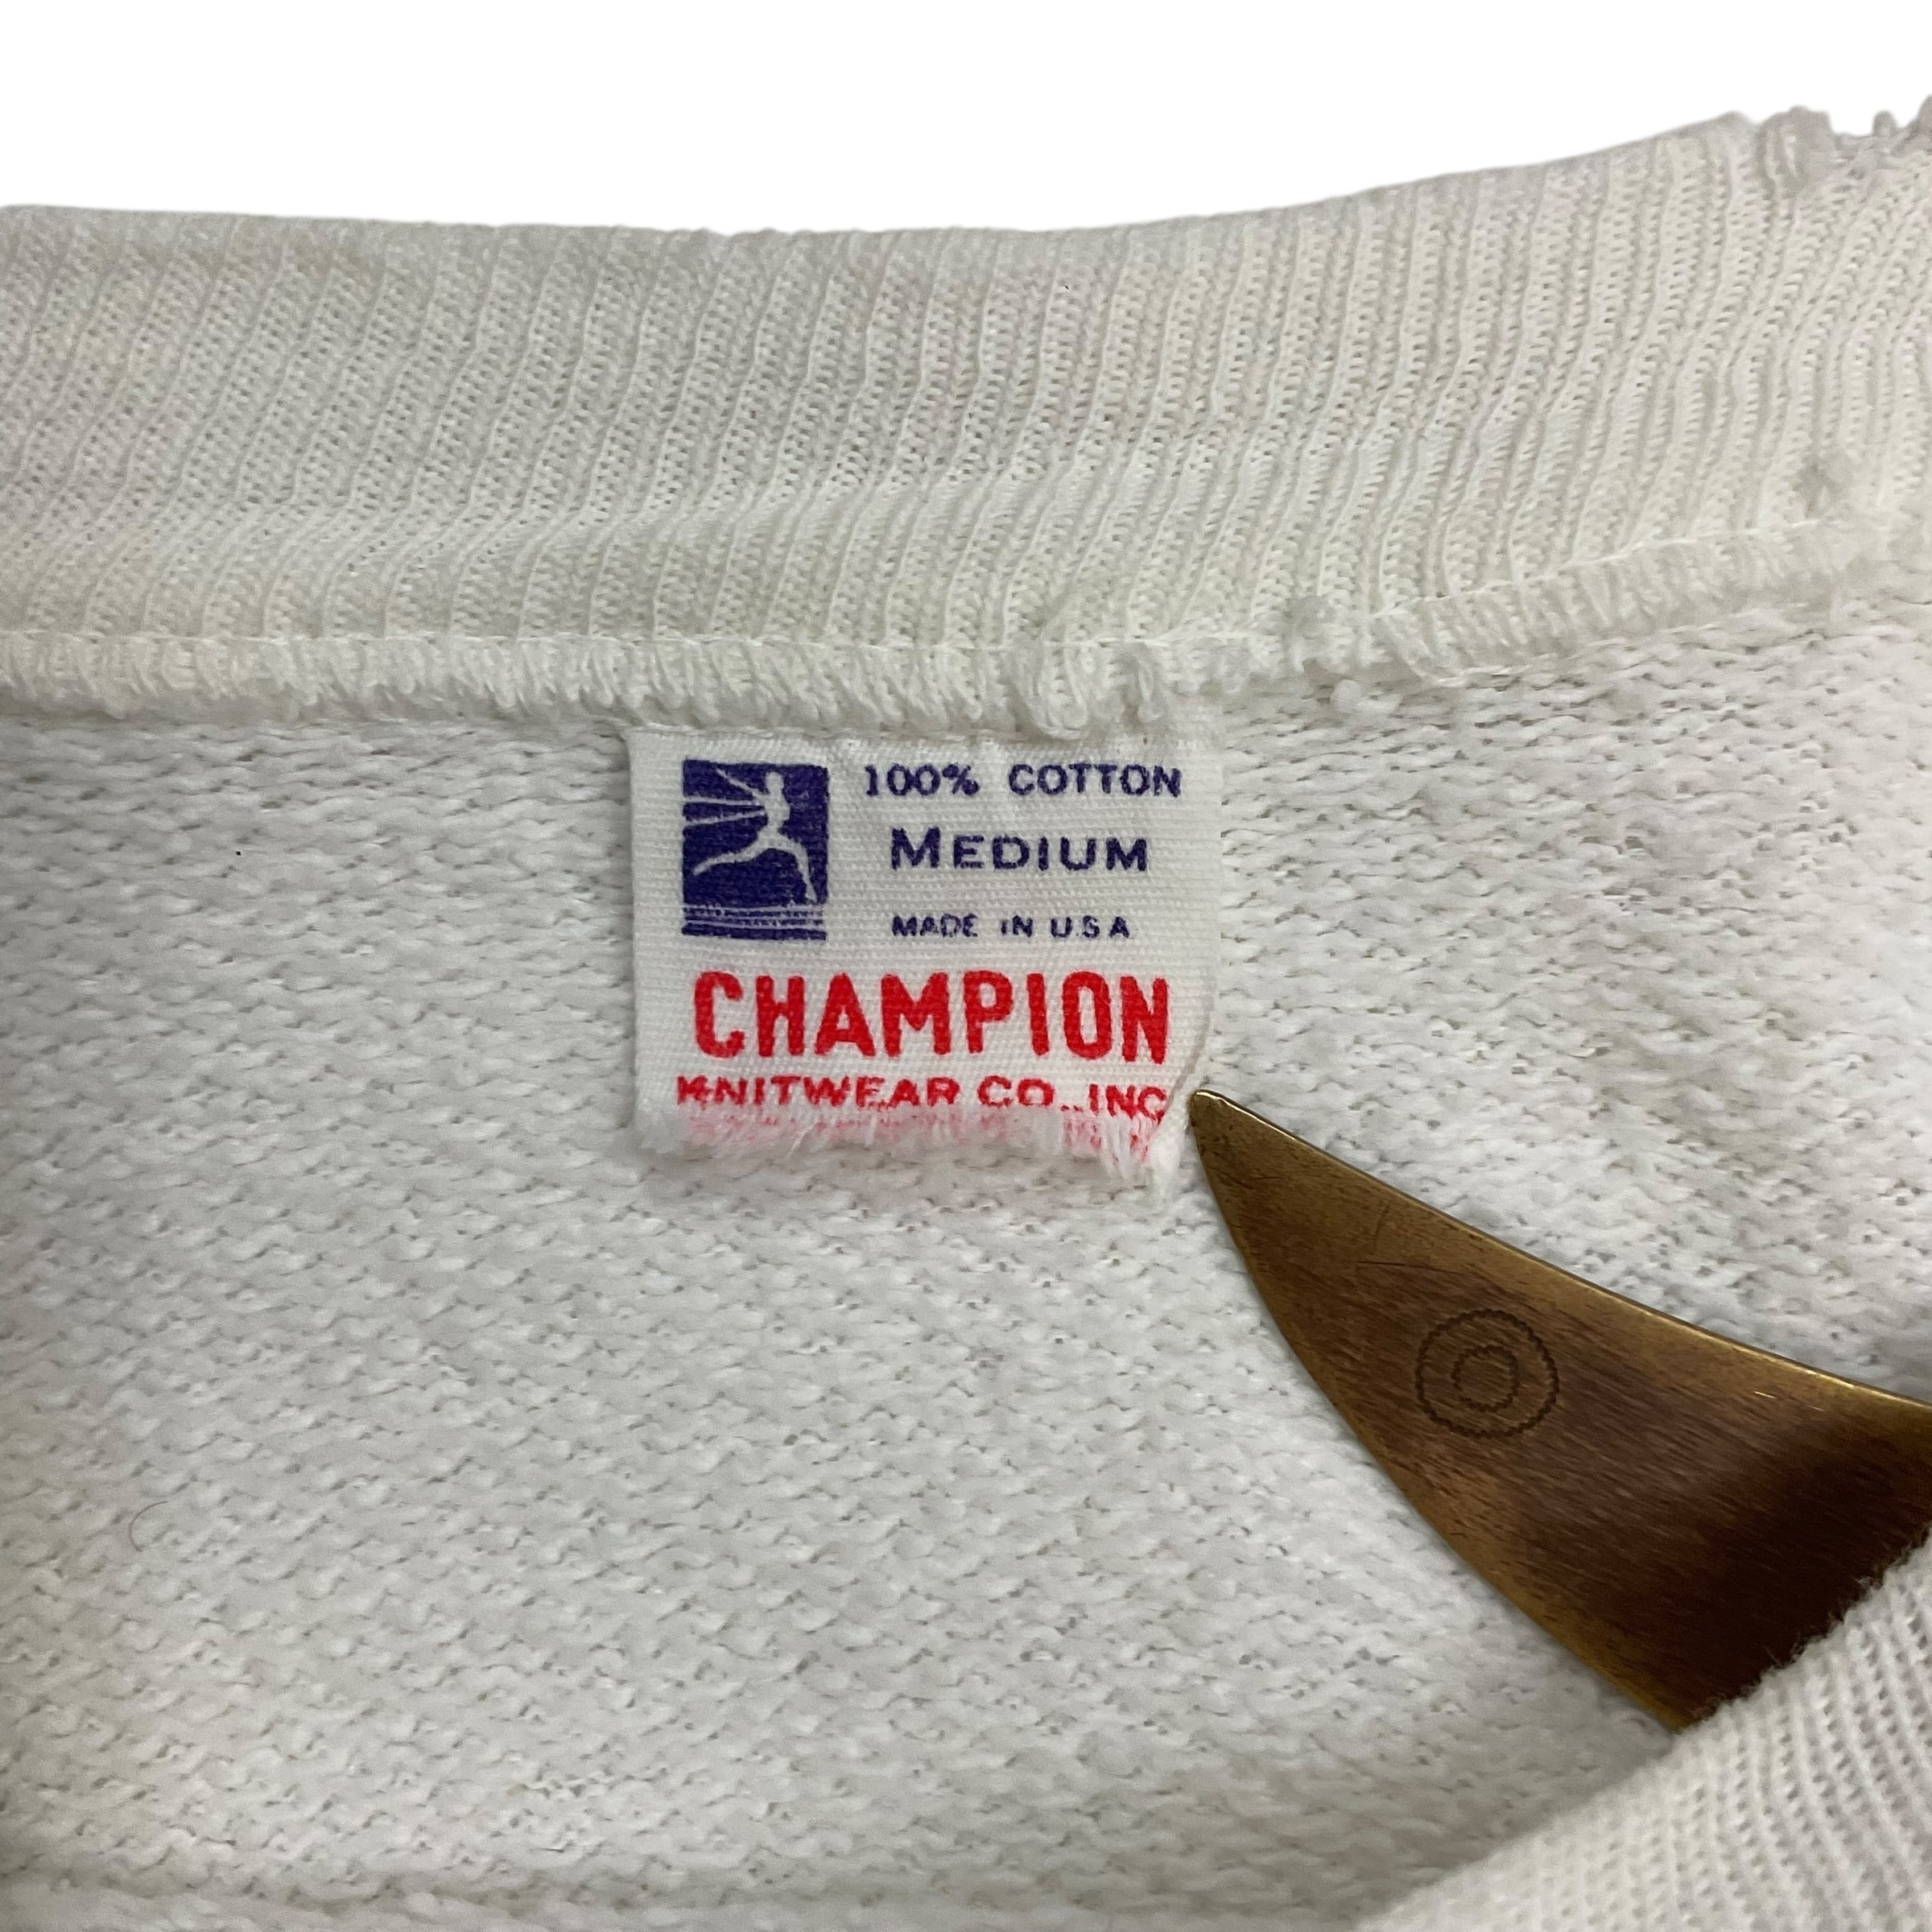 100% COTTON
MEDIUM
MADE IN U S A
CHAMPION
KNITWEAR CO., INC